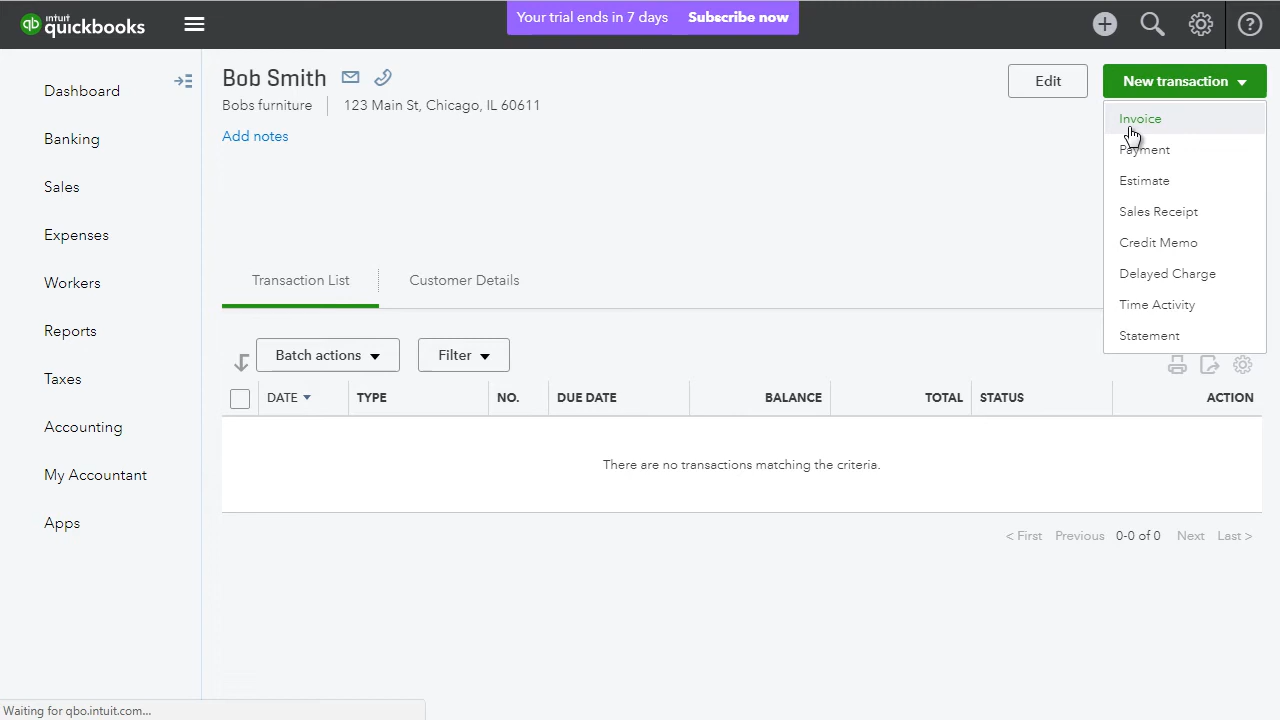 intuit quickbooks
Your trial ends in 7 days Subscribe now
Dashboard
Banking
Sales
Expenses
Workers
Reports
Taxes
Accounting
My Accountant
Apps
Bob Smith
Bobs furniture 123 Main St, Chicago, IL 60611
Add notes
Edit
New transaction
Invoice
Payment
Estimate
Sales Receipt
Credit Memo
Delayed Charge
Time Activity
Statement
Transaction List Customer Details
Batch actions Filter
DATE TYPE NO. DUE DATE BALANCE TOTAL STATUS ACTION
There are no transactions matching the criteria.
< First Previous 0-0 of 0 Next Last >
Waiting for qbo.intuit.com...